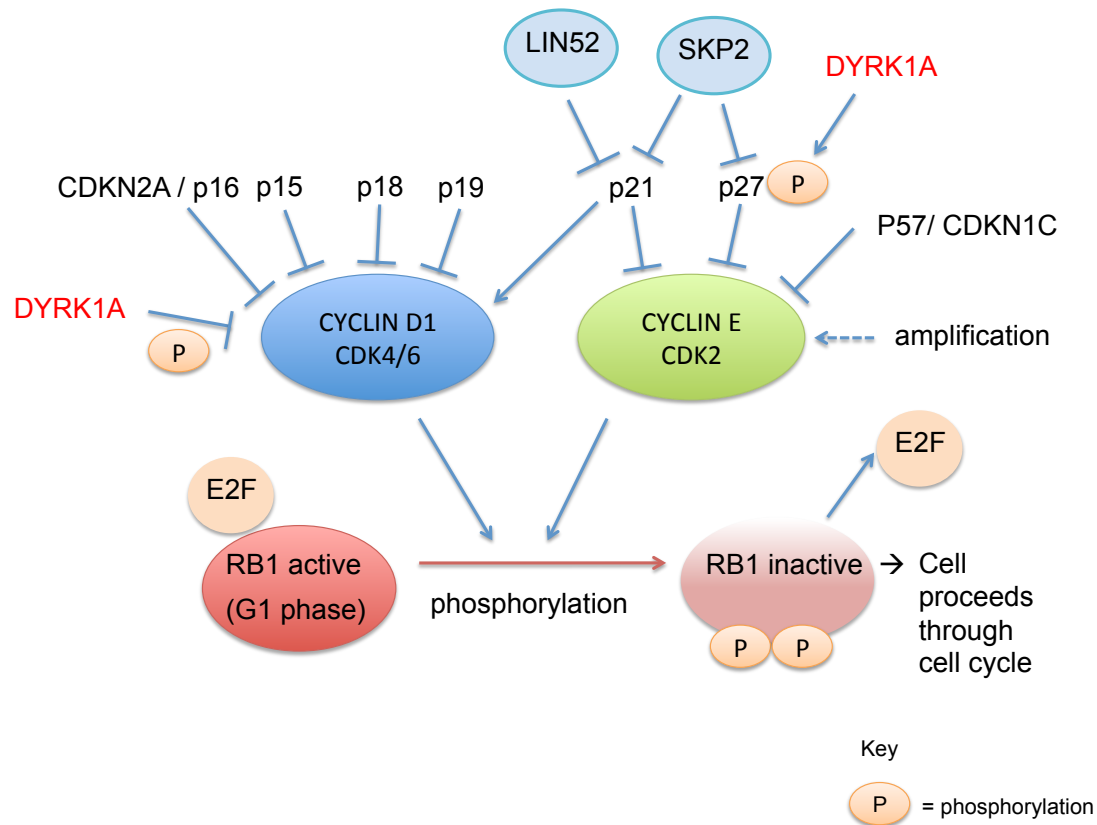 LIN52
SKP2
DYRK1A
CDKN2A / p16
p15
p18
p19
p21
p27
P
P57/ CDKN1C
DYRK1A
P
CYCLIN D1
CDK4/6
CYCLIN E
CDK2
amplification
E2F
E2F
RB1 active
(G1 phase)
phosphorylation
RB1 inactive
P
P
→ Cell
proceeds
through
cell cycle
Key
P
= phosphorylation